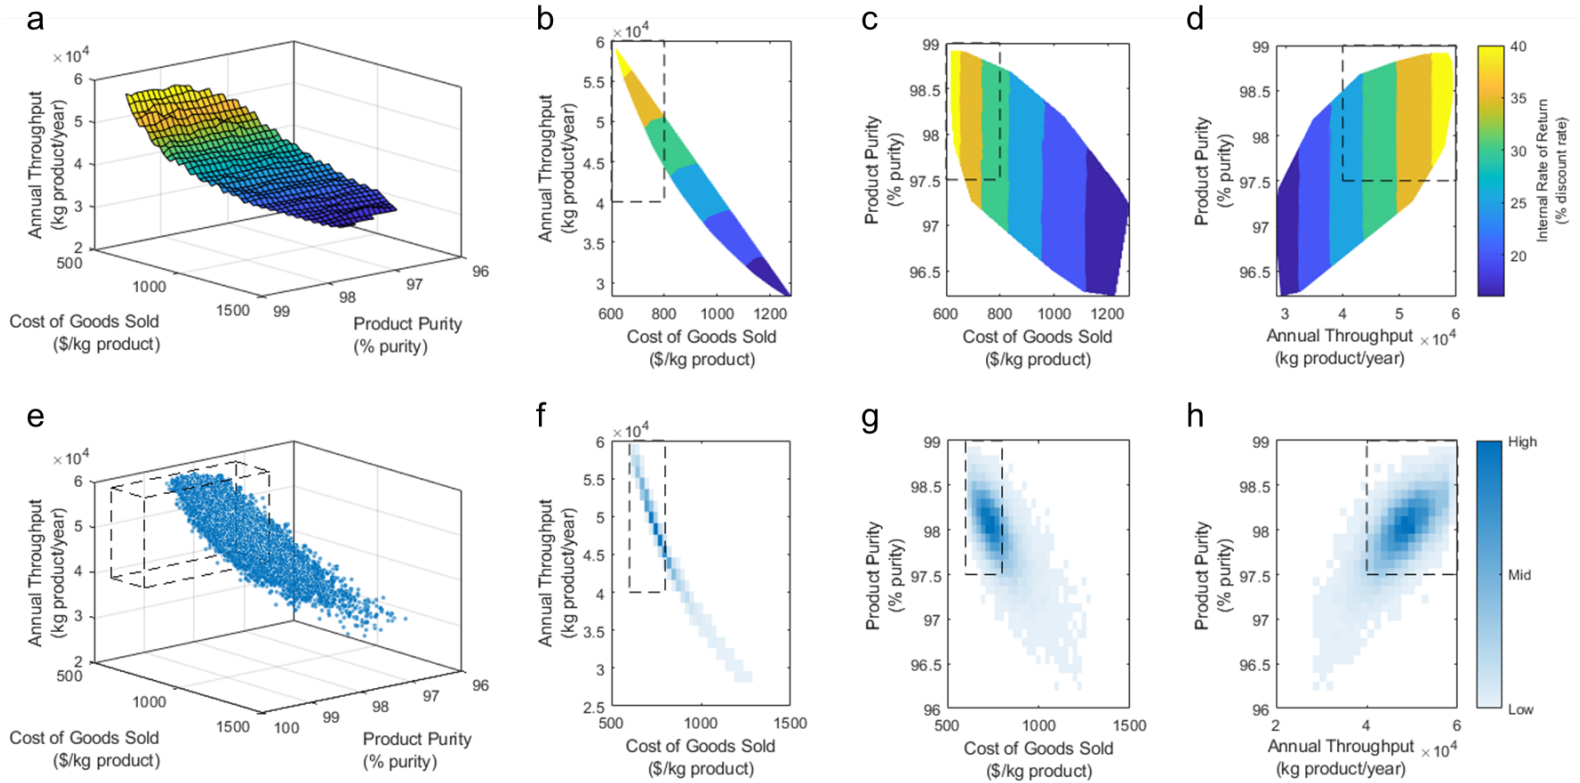 a
×10⁴
6
5
4
3
2
Annual Throughput
(kg product/year)
500
1000
1500
99
98
97
96
Cost of Goods Sold
($/kg product)
Product Purity
(% purity)
b
×10⁴
6
5.5
5
4.5
4
3.5
3
Annual Throughput
(kg product/year)
600
800
1000
1200
Cost of Goods Sold
($/kg product)
c
99
98.5
98
97.5
97
96.5
Product Purity
(% purity)
600
800
1000
1200
Cost of Goods Sold
($/kg product)
d
99
98.5
98
97.5
97
96.5
Product Purity
(% purity)
3
4
5
6
Annual Throughput ×10⁴
(kg product/year)
40
35
30
25
20
Internal Rate of Return
(% discount rate)
e
×10⁴
6
5
4
3
2
Annual Throughput
(kg product/year)
500
1000
1500
100
99
98
97
96
Cost of Goods Sold
($/kg product)
Product Purity
(% purity)
f
×10⁴
6
5.5
5
4.5
4
3.5
3
2.5
Annual Throughput
(kg product/year)
500
1000
1500
Cost of Goods Sold
($/kg product)
g
99
98.5
98
97.5
97
96.5
96
Product Purity
(% purity)
500
1000
1500
Cost of Goods Sold
($/kg product)
h
99
98.5
98
97.5
97
96.5
96
Product Purity
(% purity)
2
4
6
Annual Throughput ×10⁴
(kg product/year)
High
Mid
Low